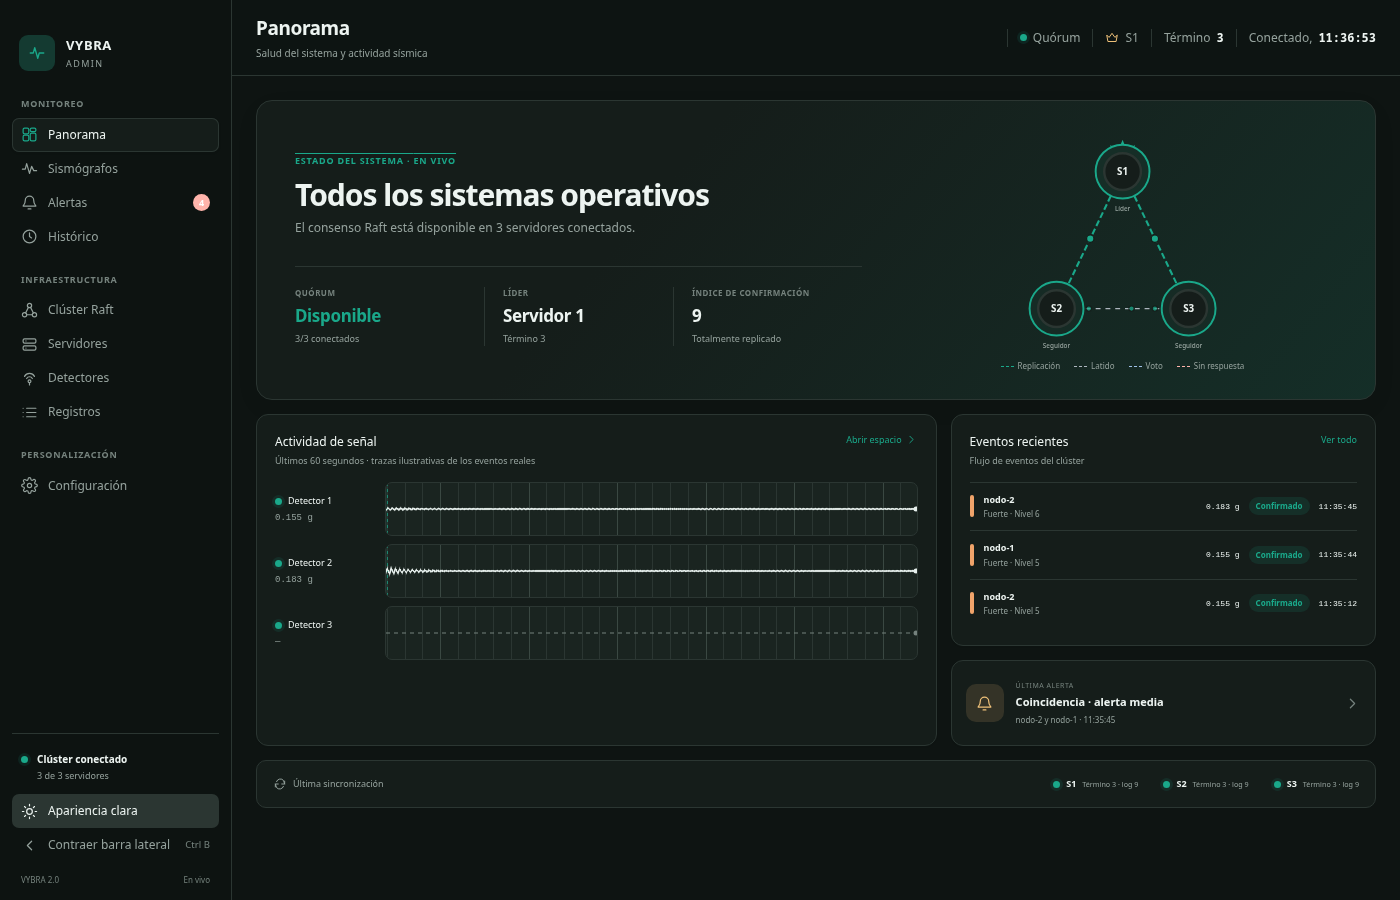 VYBRA
ADMIN
MONITOREO
Panorama
Sismógrafos
Alertas 4
Histórico
INFRAESTRUCTURA
Clúster Raft
Servidores
Detectores
Registros
PERSONALIZACIÓN
Configuración
Clúster conectado
3 de 3 servidores
Apariencia clara
Contraer barra lateral Ctrl B
VYBRA 2.0 En vivo
Panorama
Salud del sistema y actividad sísmica
Quórum S1 Término 3 Conectado, 11:36:53
ESTADO DEL SISTEMA · EN VIVO
Todos los sistemas operativos
El consenso Raft está disponible en 3 servidores conectados.
QUÓRUM
Disponible
3/3 conectados
LÍDER
Servidor 1
Término 3
ÍNDICE DE CONFIRMACIÓN
9
Totalmente replicado
S1
Líder
S2
Seguidor
S3
Seguidor
Replicación Latido Voto Sin respuesta
Actividad de señal Abrir espacio
Últimos 60 segundos · trazas ilustrativas de los eventos reales
Detector 1
0.155 g
Detector 2
0.183 g
Detector 3
—
Eventos recientes Ver todo
Flujo de eventos del clúster
nodo-2
Fuerte · Nivel 6
0.183 g Confirmado 11:35:45
nodo-1
Fuerte · Nivel 5
0.155 g Confirmado 11:35:44
nodo-2
Fuerte · Nivel 5
0.155 g Confirmado 11:35:12
ÚLTIMA ALERTA
Coincidencia · alerta media
nodo-2 y nodo-1 · 11:35:45
Última sincronización
S1 Término 3 · log 9 S2 Término 3 · log 9 S3 Término 3 · log 9